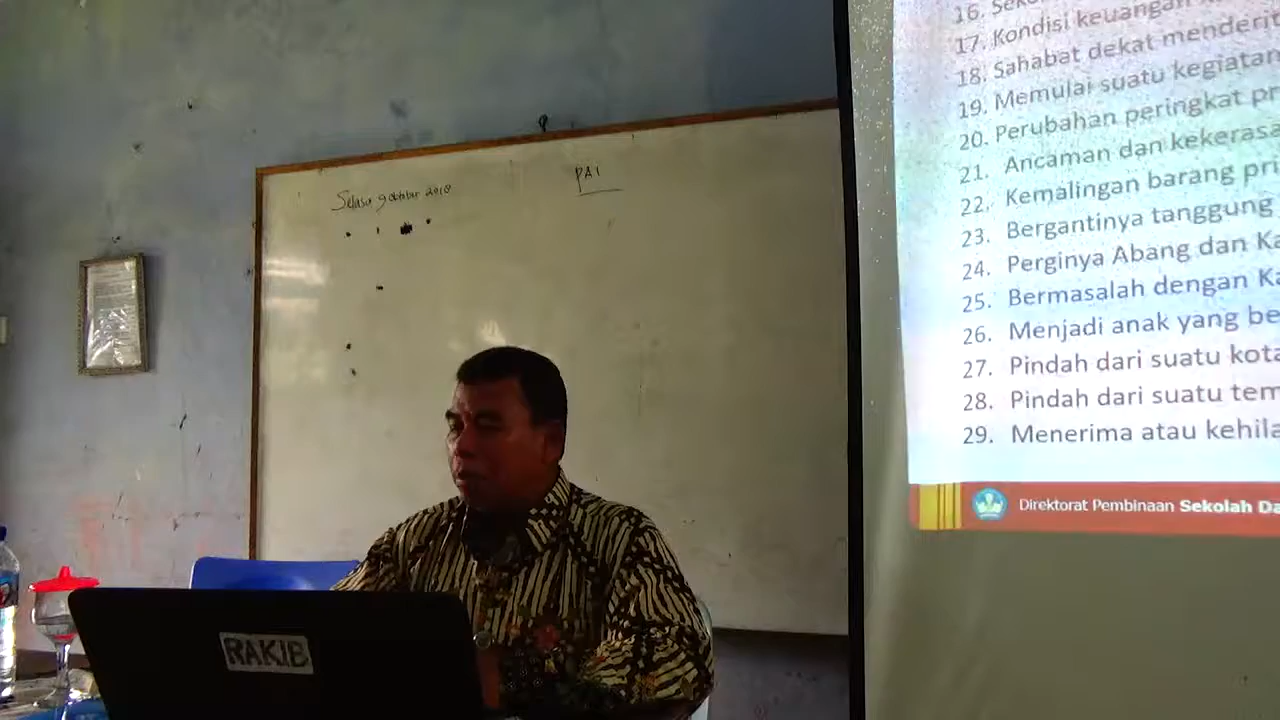 Selasa 9 oktober 2018
PAI
RAKIB
17. Kondisi keuangan
18. Sahabat dekat menderit
19. Memulai suatu kegiatan
20. Perubahan peringkat pr
21. Ancaman dan kekerasa
22. Kemalingan barang pri
23. Bergantinya tanggung
24. Perginya Abang dan Ka
25. Bermasalah dengan Ka
26. Menjadi anak yang be
27. Pindah dari suatu kota
28. Pindah dari suatu tem
29. Menerima atau kehila
Direktorat Pembinaan Sekolah Da